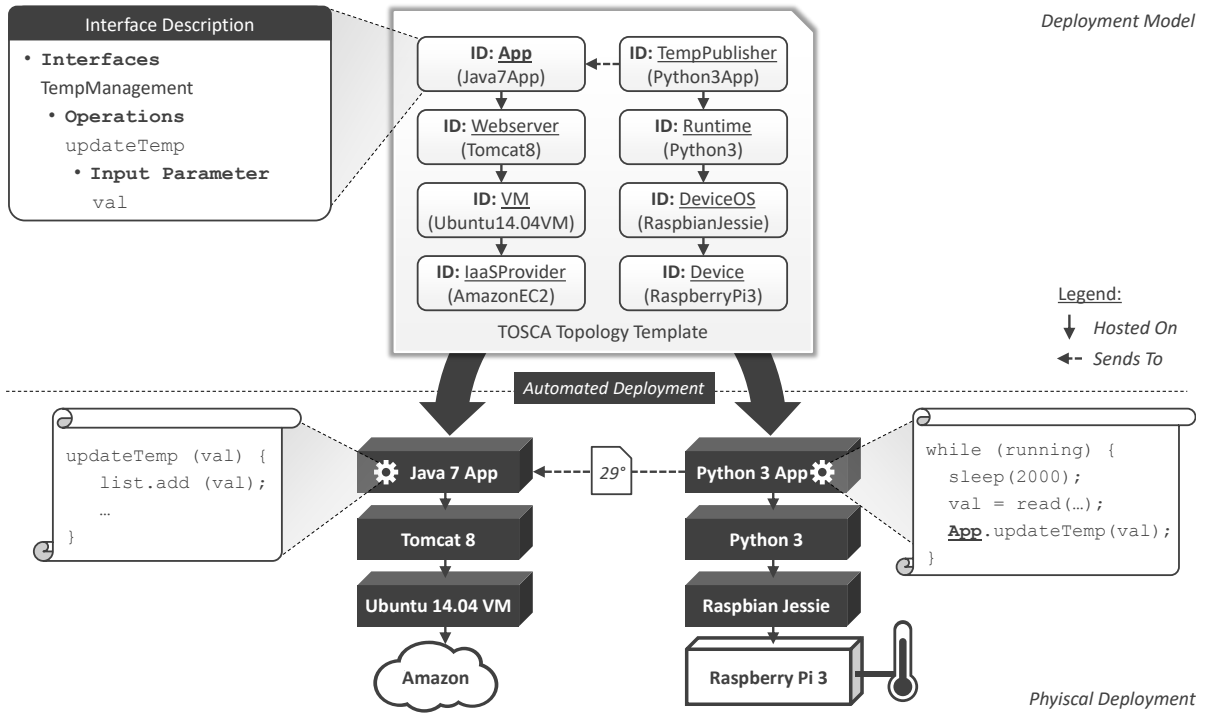 Interface Description
• Interfaces
TempManagement
• Operations
updateTemp
• Input Parameter
val
Deployment Model
ID: App
(Java7App)
ID: TempPublisher
(Python3App)
ID: Webserver
(Tomcat8)
ID: Runtime
(Python3)
ID: VM
(Ubuntu14.04VM)
ID: DeviceOS
(RaspbianJessie)
ID: IaaSProvider
(AmazonEC2)
ID: Device
(RaspberryPi3)
TOSCA Topology Template
Legend:
Hosted On
Sends To
Automated Deployment
updateTemp (val) {
list.add (val);
…
}
Java 7 App
29°
Python 3 App
while (running) {
sleep(2000);
val = read(…);
App.updateTemp(val);
}
Tomcat 8
Python 3
Ubuntu 14.04 VM
Raspbian Jessie
Amazon
Raspberry Pi 3
Phyiscal Deployment